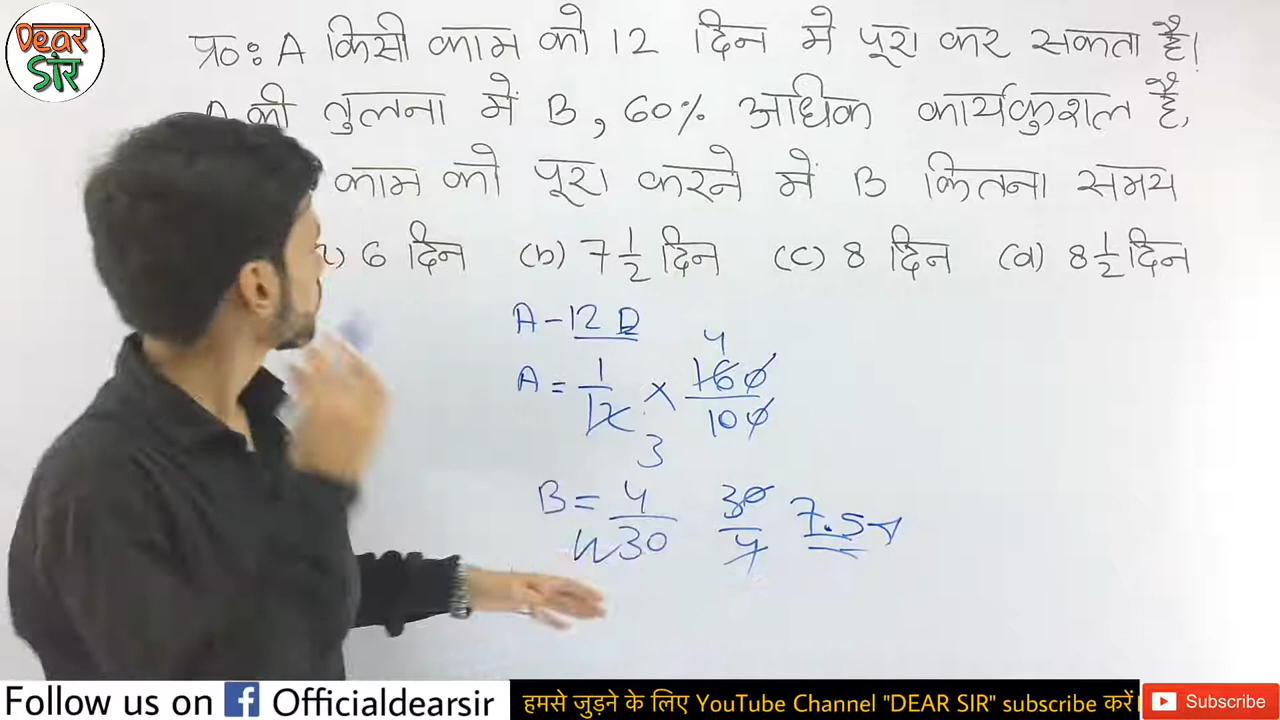 Dear
Sir
प्र०: A किसी काम को 12 दिन में पूरा कर सकता है।
की तुलना में B, 60% अधिक कार्यकुशल है,
काम को पूरा करने में B कितना समय
) 6 दिन (b) 7 1/2 दिन (c) 8 दिन (d) 8 1/2 दिन
A - 12 D
4
A = 1/12 × 160/100
3
B = 4/30 30/4 7.5
Follow us on f Officialdearsir
हमसे जुड़ने के लिए YouTube Channel "DEAR SIR" subscribe करें।
Subscribe